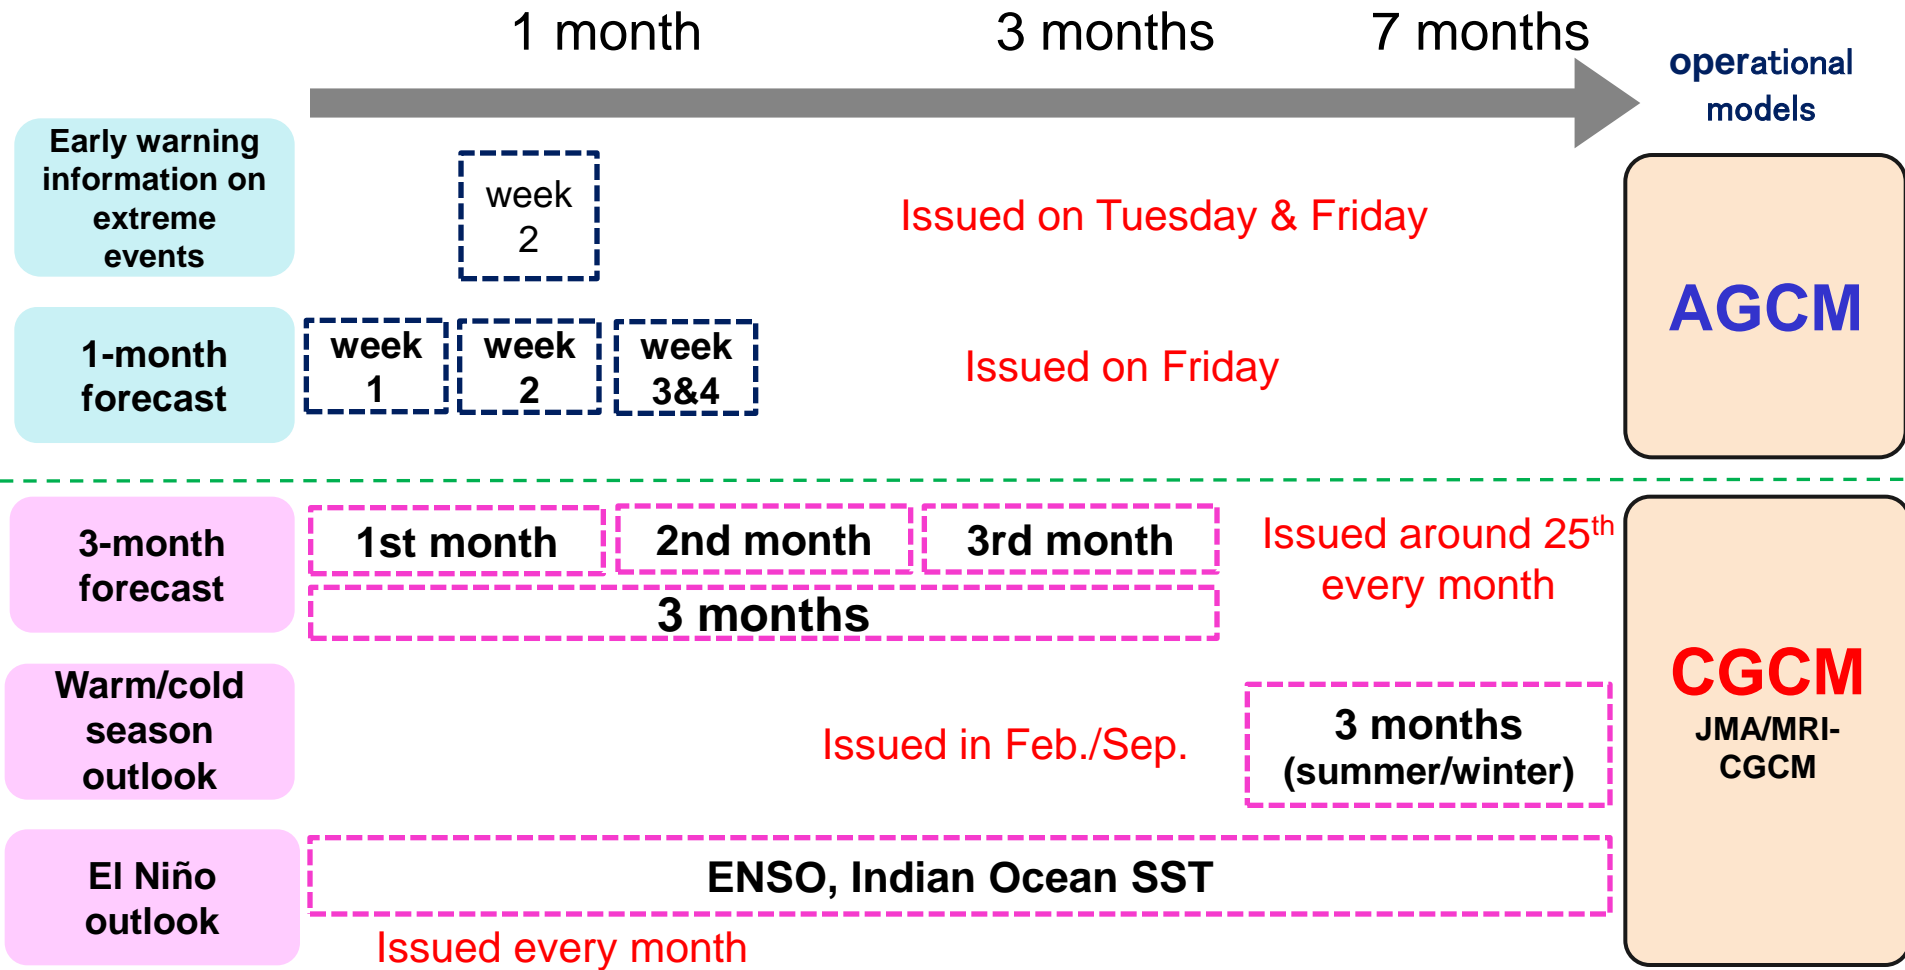 1 month
3 months
7 months
operational
models
Early warning
information on
extreme
events
week
2
Issued on Tuesday & Friday
AGCM
1-month
forecast
week
1
week
2
week
3&4
Issued on Friday
3-month
forecast
1st month
2nd month
3rd month
3 months
Issued around 25th
every month
CGCM
JMA/MRI-
CGCM
Warm/cold
season
outlook
Issued in Feb./Sep.
3 months
(summer/winter)
El Niño
outlook
ENSO, Indian Ocean SST
Issued every month